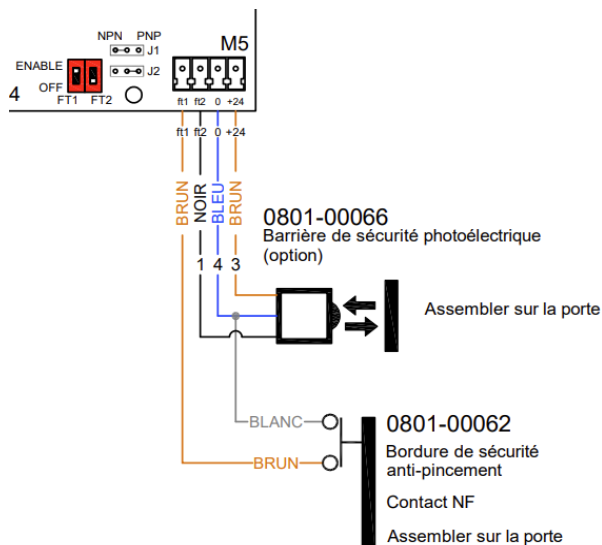 NPN PNP
J1
M5
ENABLE
J2
OFF
4
FT1 FT2
ft1 ft2 0 +24
ft1 ft2 0 +24
BRUN
NOIR
BLEU
BRUN
0801-00066
Barrière de sécurité photoélectrique
(option)
1 4 3
Assembler sur la porte
BLANC
0801-00062
Bordure de sécurité
anti-pincement
BRUN
Contact NF
Assembler sur la porte